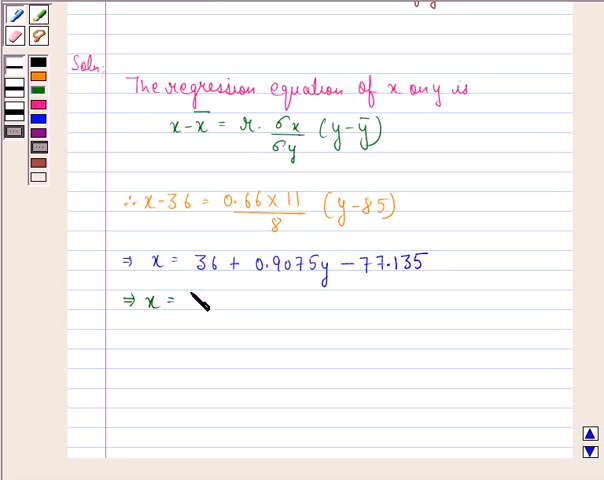 Soln:
The regression equation of x on y is
x - x̄ = r. σx/σy (y - ȳ)
∴ x - 36 = 0.66 × 11/8 (y - 85)
⇒ x = 36 + 0.9075y - 77.135
⇒ x =